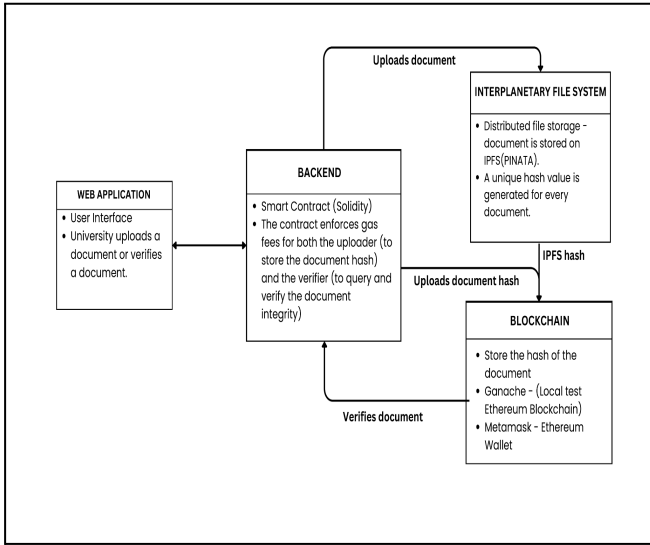 Uploads document
INTERPLANETARY FILE SYSTEM
• Distributed file storage -
document is stored on
IPFS(PINATA).
• A unique hash value is
generated for every
document.
BACKEND
• Smart Contract (Solidity)
• The contract enforces gas
fees for both the uploader (to
store the document hash)
and the verifier (to query and
verify the document
integrity)
WEB APPLICATION
• User Interface
• University uploads a
document or verifies
a document.
IPFS hash
Uploads document hash
BLOCKCHAIN
• Store the hash of the
document
• Ganache - (Local test
Ethereum Blockchain)
• Metamask - Ethereum
Wallet
Verifies document